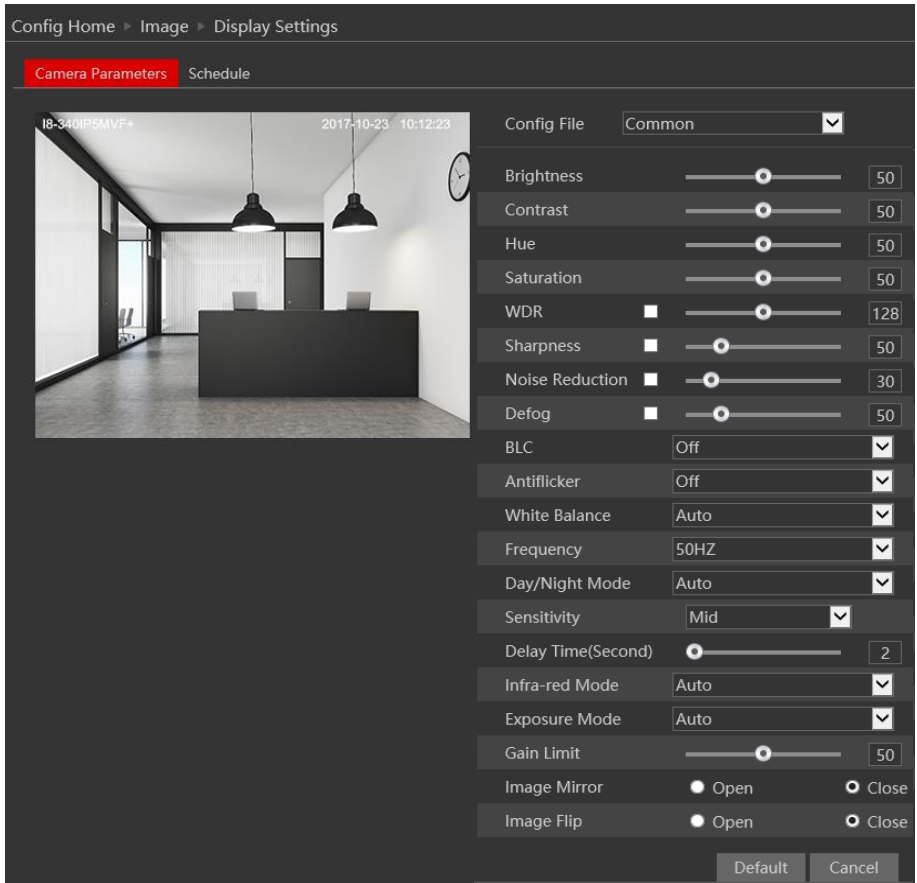 Config Home ▸ Image ▸ Display Settings
Camera Parameters Schedule
I8-340IP5MVF+ 2017-10-23 10:12:23
Config File Common
Brightness 50
Contrast 50
Hue 50
Saturation 50
WDR 128
Sharpness 50
Noise Reduction 30
Defog 50
BLC Off
Antiflicker Off
White Balance Auto
Frequency 50HZ
Day/Night Mode Auto
Sensitivity Mid
Delay Time(Second) 2
Infra-red Mode Auto
Exposure Mode Auto
Gain Limit 50
Image Mirror Open Close
Image Flip Open Close
Default Cancel